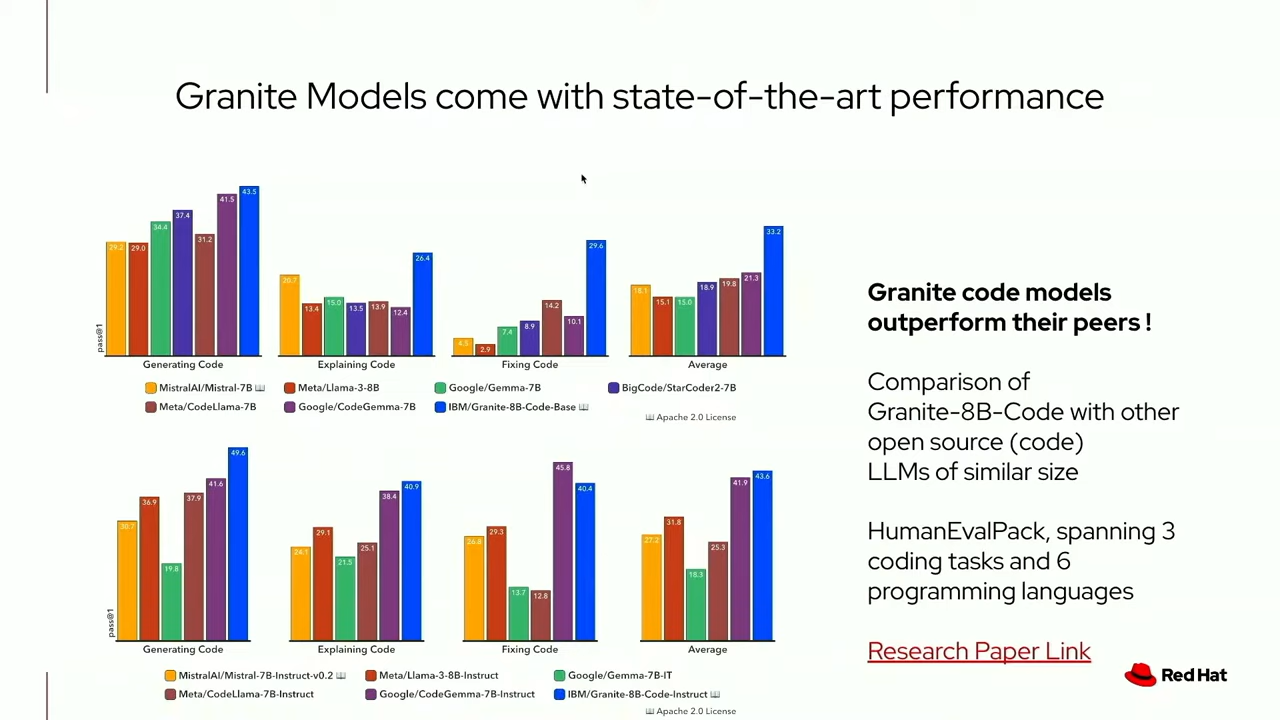 Granite Models come with state-of-the-art performance
pass@1
29.2
29.0
34.4
37.4
31.2
41.5
43.5
Generating Code
20.7
13.4
15.0
13.5
13.9
12.4
26.4
Explaining Code
4.5
2.9
7.4
8.9
14.2
10.1
29.6
Fixing Code
18.1
15.1
15.0
18.9
19.8
21.3
33.2
Average
MistralAI/Mistral-7B
Meta/Llama-3-8B
Google/Gemma-7B
BigCode/StarCoder2-7B
Meta/CodeLlama-7B
Google/CodeGemma-7B
IBM/Granite-8B-Code-Base
Apache 2.0 License
pass@1
30.7
36.9
19.8
37.9
41.6
49.6
Generating Code
24.1
29.1
21.5
25.1
38.4
40.9
Explaining Code
26.8
29.3
13.7
12.8
45.8
40.4
Fixing Code
27.2
31.8
18.3
25.3
41.9
43.6
Average
MistralAI/Mistral-7B-Instruct-v0.2
Meta/Llama-3-8B-Instruct
Google/Gemma-7B-IT
Meta/CodeLlama-7B-Instruct
Google/CodeGemma-7B-Instruct
IBM/Granite-8B-Code-Instruct
Apache 2.0 License
Granite code models
outperform their peers !
Comparison of
Granite-8B-Code with other
open source (code)
LLMs of similar size
HumanEvalPack, spanning 3
coding tasks and 6
programming languages
Research Paper Link
Red Hat